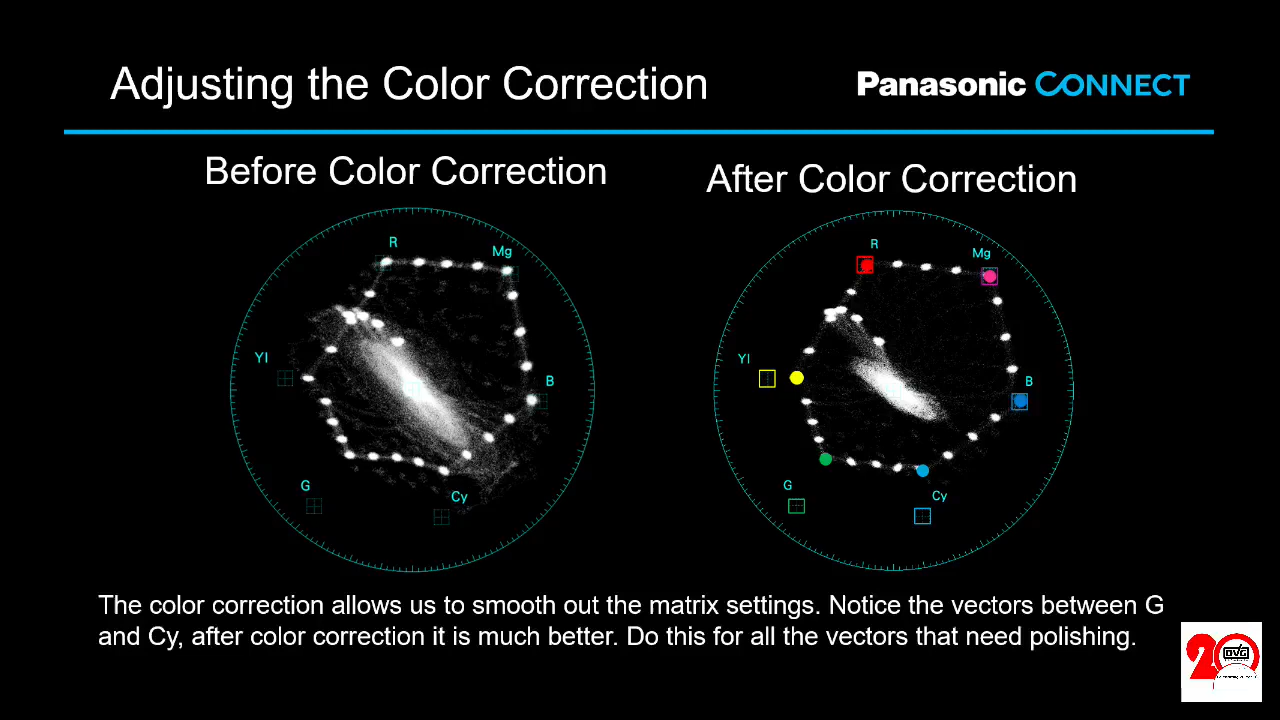 Adjusting the Color Correction
Panasonic CONNECT
Before Color Correction
After Color Correction
R
Mg
Yl
B
G
Cy
R
Mg
Yl
B
G
Cy
The color correction allows us to smooth out the matrix settings. Notice the vectors between G
and Cy, after color correction it is much better. Do this for all the vectors that need polishing.
20
DVG